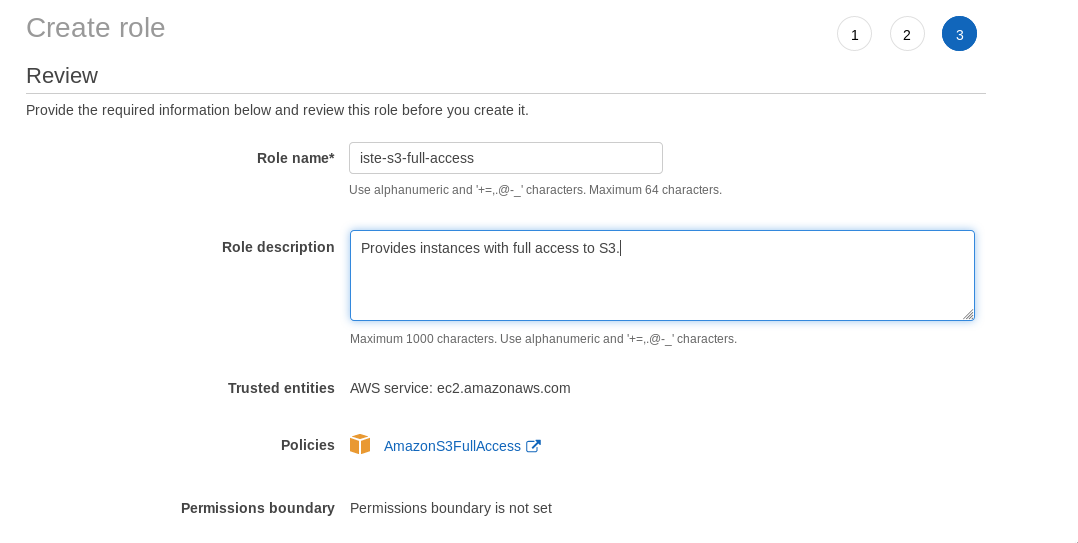 Create role
1 2 3
Review
Provide the required information below and review this role before you create it.
Role name* iste-s3-full-access
Use alphanumeric and '+=,.@-_' characters. Maximum 64 characters.
Role description Provides instances with full access to S3.
Maximum 1000 characters. Use alphanumeric and '+=,.@-_' characters.
Trusted entities AWS service: ec2.amazonaws.com
Policies AmazonS3FullAccess
Permissions boundary Permissions boundary is not set